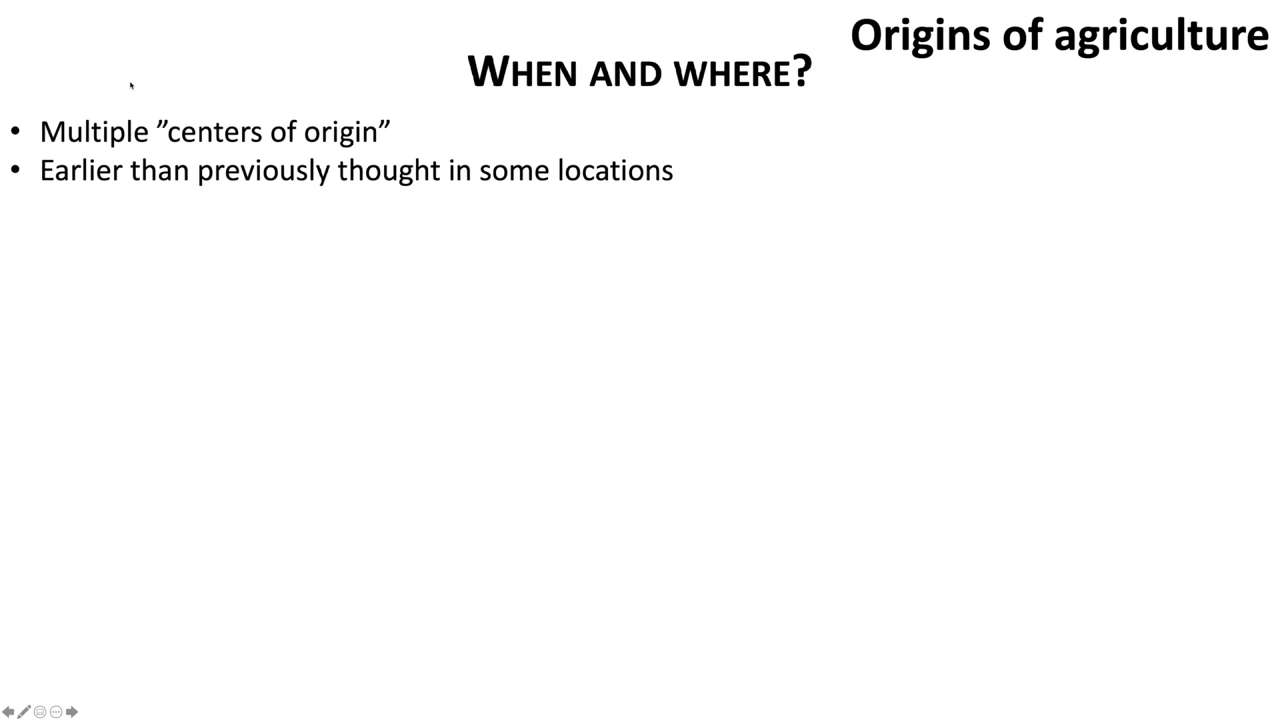 Origins of agriculture
WHEN AND WHERE?
• Multiple ”centers of origin”
• Earlier than previously thought in some locations